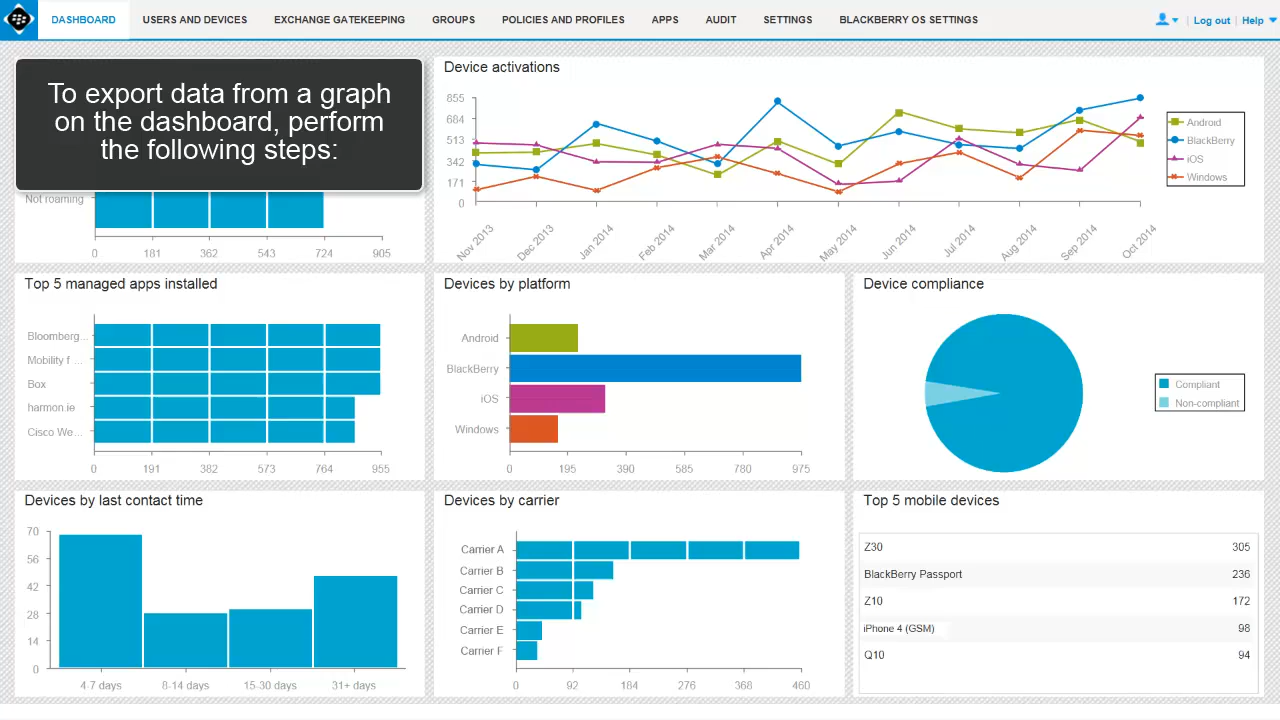 DASHBOARD
USERS AND DEVICES
EXCHANGE GATEKEEPING
GROUPS
POLICIES AND PROFILES
APPS
AUDIT
SETTINGS
BLACKBERRY OS SETTINGS
Log out
Help
To export data from a graph
on the dashboard, perform
the following steps:
Not roaming
0 181 362 543 724 905
Device activations
855
684
513
342
171
0
Nov 2013
Dec 2013
Jan 2014
Feb 2014
Mar 2014
Apr 2014
May 2014
Jun 2014
Jul 2014
Aug 2014
Sep 2014
Oct 2014
Android
BlackBerry
iOS
Windows
Top 5 managed apps installed
Bloomberg...
Mobility f ...
Box
harmon.ie
Cisco We...
0 191 382 573 764 955
Devices by platform
Android
BlackBerry
iOS
Windows
0 195 390 585 780 975
Device compliance
Compliant
Non-compliant
Devices by last contact time
70
56
42
28
14
0
4-7 days
8-14 days
15-30 days
31+ days
Devices by carrier
Carrier A
Carrier B
Carrier C
Carrier D
Carrier E
Carrier F
0 92 184 276 368 460
Top 5 mobile devices
Z30 305
BlackBerry Passport 236
Z10 172
iPhone 4 (GSM) 98
Q10 94